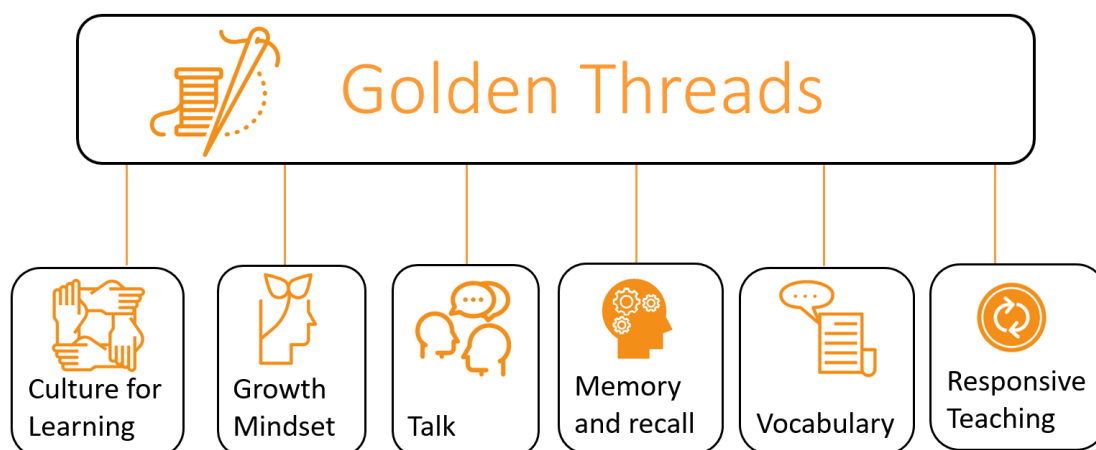 Golden Threads
Culture for
Learning
Growth
Mindset
Talk
Memory
and recall
Vocabulary
Responsive
Teaching